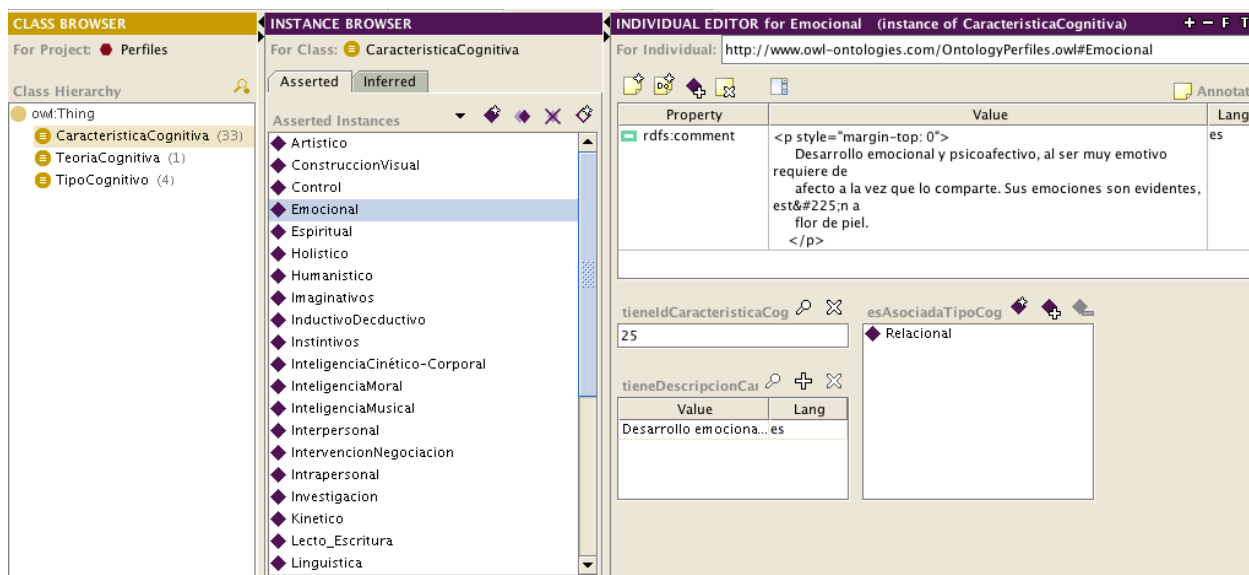 CLASS BROWSER
For Project: Perfiles
Class Hierarchy
owl:Thing
CaracteristicaCognitiva (33)
TeoriaCognitiva (1)
TipoCognitivo (4)
INSTANCE BROWSER
For Class: CaracteristicaCognitiva
Asserted Inferred
Asserted Instances
Artistico
ConstruccionVisual
Control
Emocional
Espiritual
Holistico
Humanistico
Imaginativos
InductivoDecductivo
Instintivos
InteligenciaCinético-Corporal
InteligenciaMoral
InteligenciaMusical
Interpersonal
IntervencionNegociacion
Intrapersonal
Investigacion
Kinetico
Lecto_Escritura
Linguistica
INDIVIDUAL EDITOR for Emocional (instance of CaracteristicaCognitiva) + − F T
For Individual: http://www.owl-ontologies.com/OntologyPerfiles.owl#Emocional
Annotat
Property Value Lang
rdfs:comment <p style="margin-top: 0"> es
Desarrollo emocional y psicoafectivo, al ser muy emotivo
requiere de
afecto a la vez que lo comparte. Sus emociones son evidentes,
est&#225;n a
flor de piel.
</p>
tieneIdCaracteristicaCog
25
tieneDescripcionCar
Value Lang
Desarrollo emociona... es
esAsociadaTipoCog
Relacional